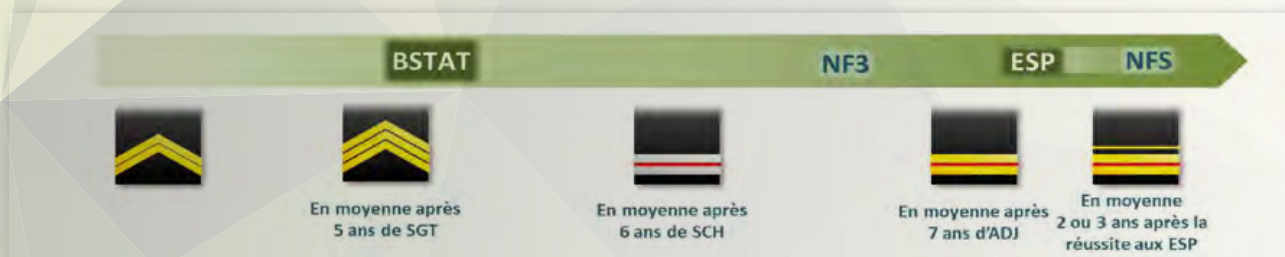 BSTAT
NF3
ESP
NFS
En moyenne après
5 ans de SGT
En moyenne après
6 ans de SCH
En moyenne après
7 ans d'ADJ
En moyenne
2 ou 3 ans après la
réussite aux ESP